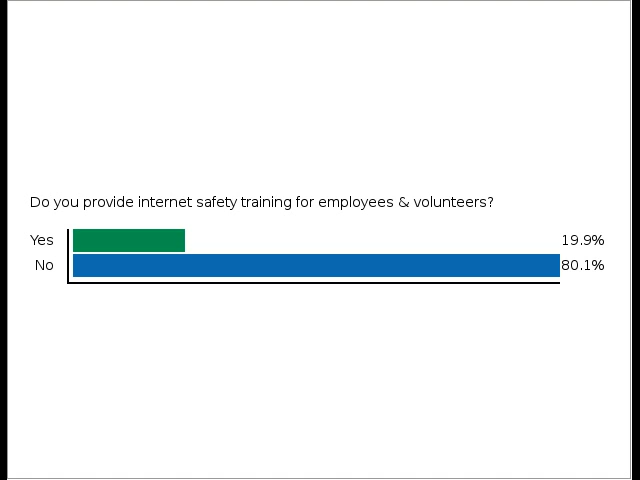 Do you provide internet safety training for employees & volunteers?
Yes 19.9%
No 80.1%